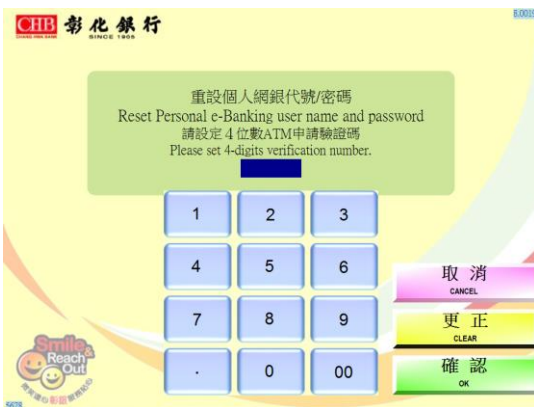 CHB 彰化銀行
CHANG HWA BANK
SINCE 1905
重設個人網銀代號/密碼
Reset Personal e-Banking user name and password
請設定4位數ATM申請驗證碼
Please set 4-digits verification number.
1 2 3
4 5 6
取消
CANCEL
7 8 9
更正
CLEAR
. 0 00
確認
OK
Smile &
Reach
Out